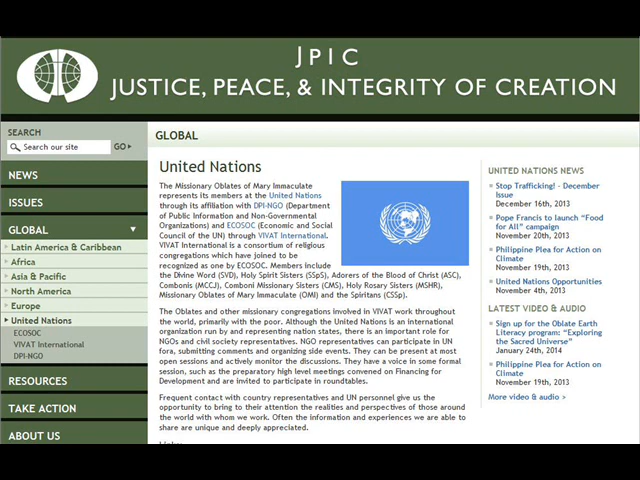 JPIC
JUSTICE, PEACE, & INTEGRITY OF CREATION
SEARCH
Search our site
GO
NEWS
ISSUES
GLOBAL
Latin America & Caribbean
Africa
Asia & Pacific
North America
Europe
United Nations
ECOSOC
VIVAT International
DPI-NGO
RESOURCES
TAKE ACTION
ABOUT US
GLOBAL
United Nations
The Missionary Oblates of Mary Immaculate
represents its members at the United Nations
through its affiliation with DPI-NGO (Department
of Public Information and Non-Governmental
Organizations) and ECOSOC (Economic and Social
Council of the UN) through VIVAT International.
VIVAT International is a consortium of religious
congregations which have joined to be
recognized as one by ECOSOC. Members include
the Divine Word (SVD), Holy Spirit Sisters (SSpS), Adorers of the Blood of Christ (ASC),
Combonis (MCCJ), Comboni Missionary Sisters (CMS), Holy Rosary Sisters (MSHR),
Missionary Oblates of Mary Immaculate (OMI) and the Spiritans (CSSp).
The Oblates and other missionary congregations involved in VIVAT work throughout
the world, primarily with the poor. Although the United Nations is an international
organization run by and representing nation states, there is an important role for
NGOs and civil society representatives. NGO representatives can participate in UN
fora, submitting comments and organizing side events. They can be present at most
open sessions and actively monitor the discussions. They have a voice in some formal
session, such as the preparatory high level meetings convened on Financing for
Development and are invited to participate in roundtables.
Frequent contact with country representatives and UN personnel give us the
opportunity to bring to their attention the realities and perspectives of those around
the world with whom we work. Often the information and experiences we are able to
share are unique and deeply appreciated.
UNITED NATIONS NEWS
Stop Trafficking! - December
Issue
December 16th, 2013
Pope Francis to launch “Food
for All” campaign
November 20th, 2013
Philippine Plea for Action on
Climate
November 19th, 2013
United Nations Opportunities
November 4th, 2013
LATEST VIDEO & AUDIO
Sign up for the Oblate Earth
Literacy program: “Exploring
the Sacred Universe”
January 24th, 2014
Philippine Plea for Action on
Climate
November 19th, 2013
More video & audio >